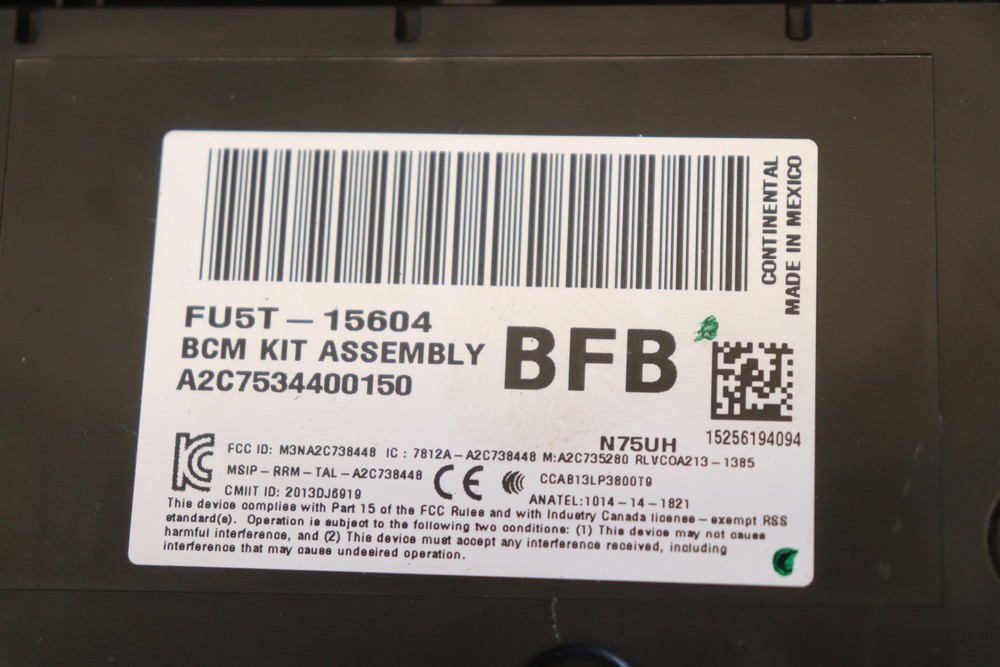 CONTINENTAL
MADE IN MEXICO
FU5T – 15604
BCM KIT ASSEMBLY
A2C7534400150
BFB
15256194094
N75UH
FCC ID: M3NA2C738448 IC : 7812A–A2C738448 M:A2C735280 RLVCOA213–1385
MSIP–RRM–TAL–A2C738448
CE
CCAB13LP3800T9
CMIIT ID: 2013DJ6919
ANATEL:1014–14–1821
This device complies with Part 15 of the FCC Rules and with Industry Canada license – exempt RSS
standard(s). Operation is subject to the following two conditions: (1) This device may not cause
harmful interference, and (2) This device must accept any interference received, including
interference that may cause undesired operation.